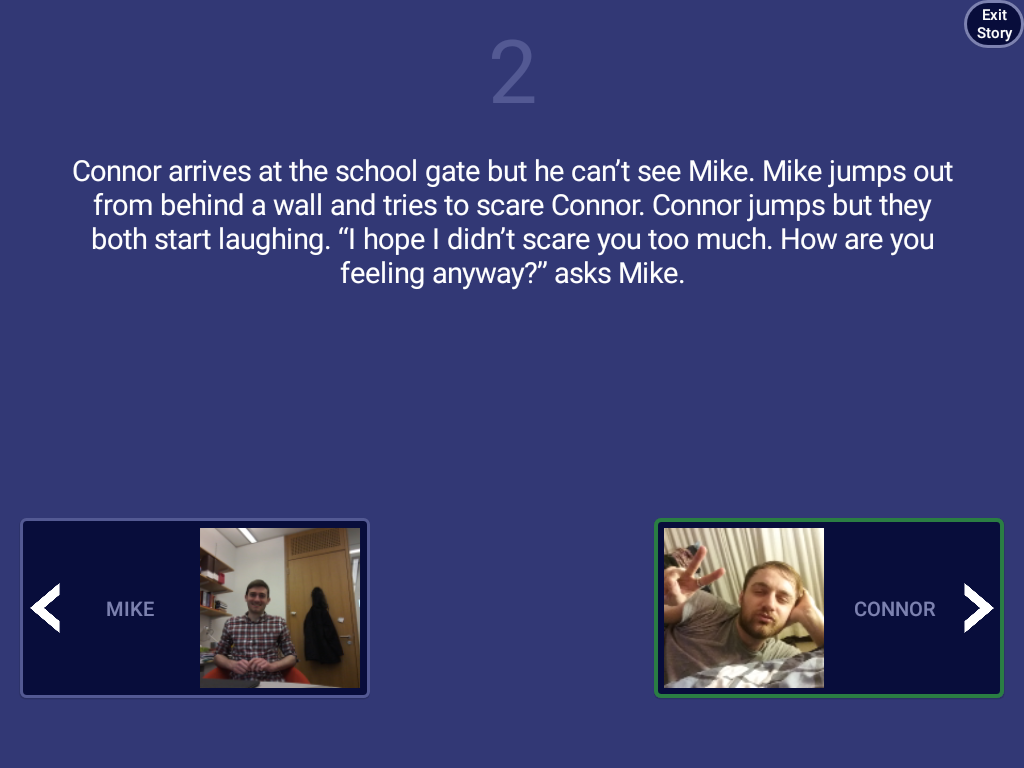 Exit
Story
2
Connor arrives at the school gate but he can’t see Mike. Mike jumps out
from behind a wall and tries to scare Connor. Connor jumps but they
both start laughing. “I hope I didn’t scare you too much. How are you
feeling anyway?” asks Mike.
MIKE
CONNOR